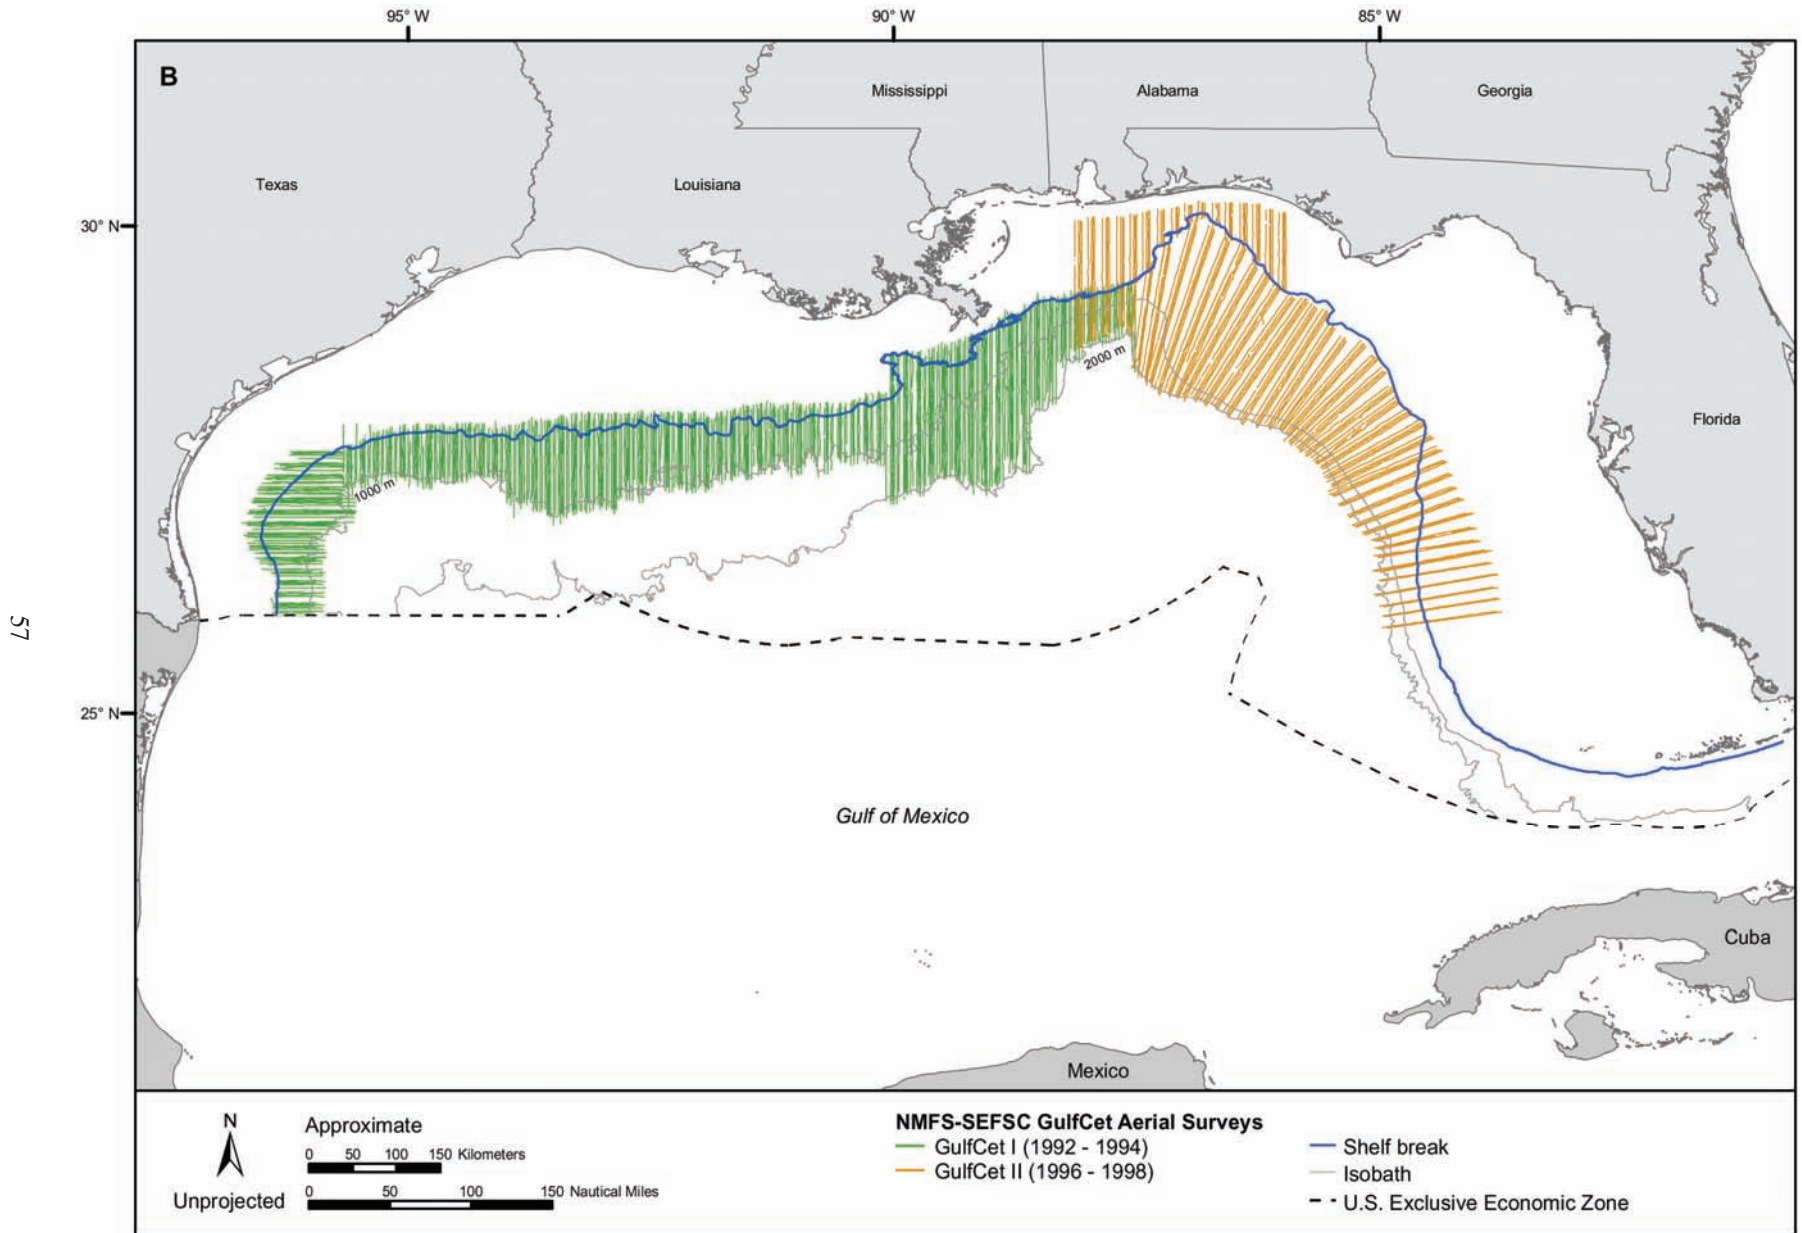 95° W
90° W
85° W
B
Mississippi
Alabama
Georgia
Texas
Louisiana
30° N
2000 m
Florida
1000 m
57
25° N
Gulf of Mexico
Cuba
Mexico
N
Unprojected
Approximate
0 50 100 150 Kilometers
0 50 100 150 Nautical Miles
NMFS-SEFSC GulfCet Aerial Surveys
GulfCet I (1992 - 1994)
GulfCet II (1996 - 1998)
Shelf break
Isobath
U.S. Exclusive Economic Zone